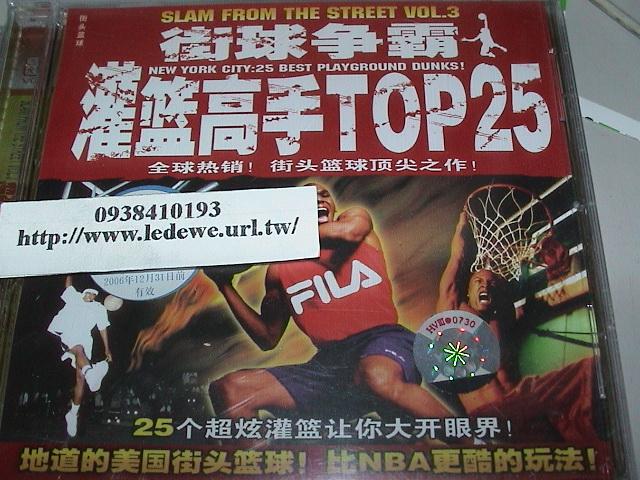 街头篮球
SLAM FROM THE STREET VOL.3
街球争霸
NEW YORK CITY:25 BEST PLAYGROUND DUNKS!
灌篮高手TOP25
全球热销！ 街头篮球顶尖之作！
0938410193
http://www.ledewe.url.tw/
2006年12月31日前
有效
FILA
25个超炫灌篮让你大开眼界！
地道的美国街头篮球！比NBA更酷的玩法！